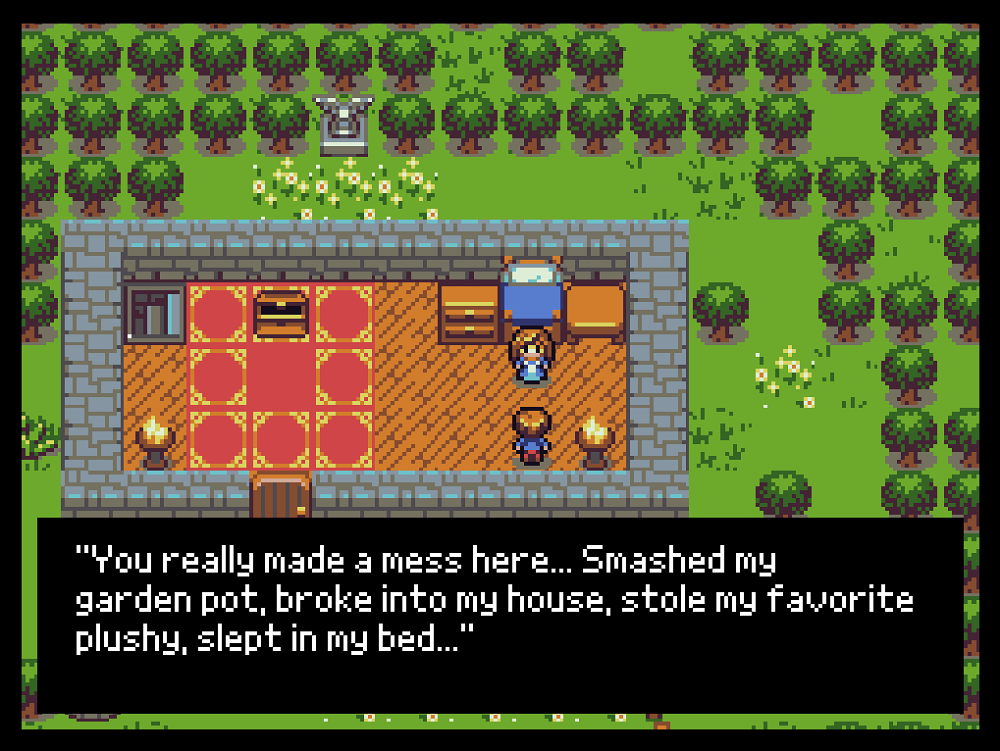 "You really made a mess here... Smashed my
garden pot, broke into my house, stole my favorite
plushy, slept in my bed..."